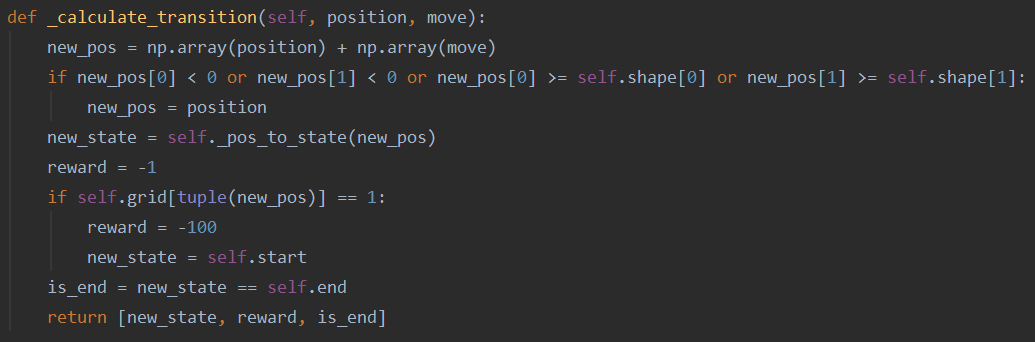 def _calculate_transition(self, position, move):
    new_pos = np.array(position) + np.array(move)
    if new_pos[0] < 0 or new_pos[1] < 0 or new_pos[0] >= self.shape[0] or new_pos[1] >= self.shape[1]:
        new_pos = position
    new_state = self._pos_to_state(new_pos)
    reward = -1
    if self.grid[tuple(new_pos)] == 1:
        reward = -100
        new_state = self.start
    is_end = new_state == self.end
    return [new_state, reward, is_end]